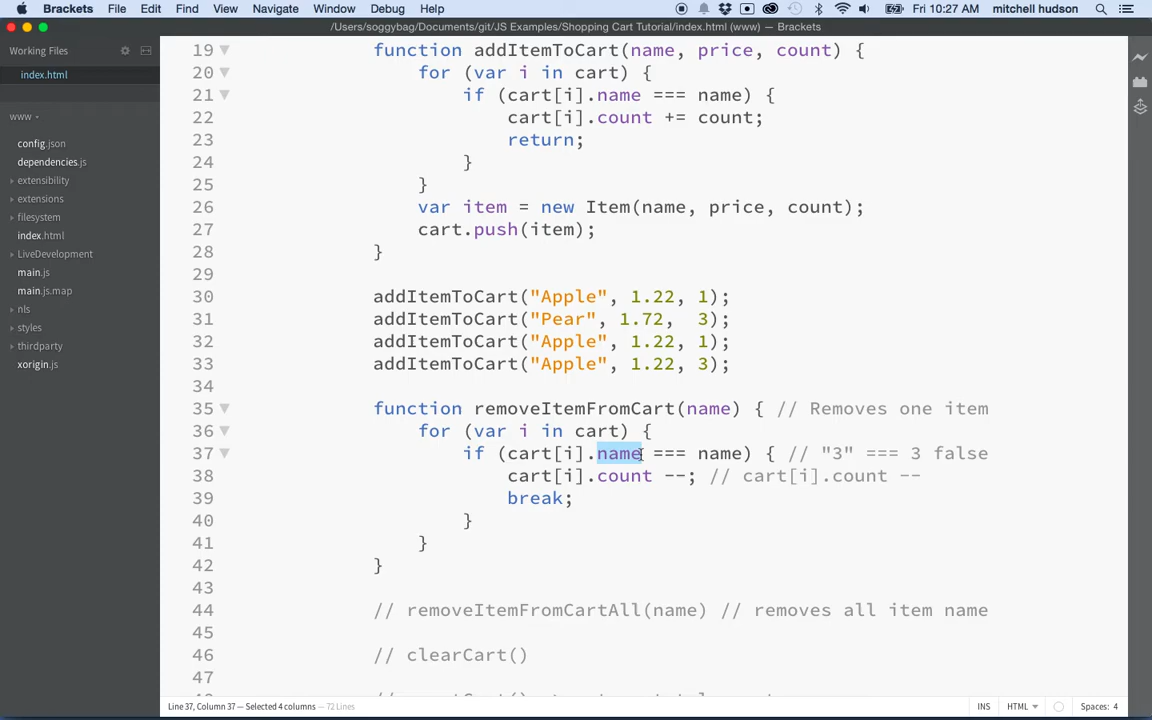 Brackets File Edit Find View Navigate Window Debug Help Fri 10:27 AM mitchell hudson
/Users/soggybag/Documents/git/JS Examples/Shopping Cart Tutorial/index.html (www) — Brackets
Working Files
index.html
www
config.json
dependencies.js
extensibility
extensions
filesystem
index.html
LiveDevelopment
main.js
main.js.map
nls
styles
thirdparty
xorigin.js
19 function addItemToCart(name, price, count) {
20 for (var i in cart) {
21 if (cart[i].name === name) {
22 cart[i].count += count;
23 return;
24 }
25 }
26 var item = new Item(name, price, count);
27 cart.push(item);
28 }
29
30 addItemToCart("Apple", 1.22, 1);
31 addItemToCart("Pear", 1.72,  3);
32 addItemToCart("Apple", 1.22, 1);
33 addItemToCart("Apple", 1.22, 3);
34
35 function removeItemFromCart(name) { // Removes one item
36 for (var i in cart) {
37 if (cart[i].name === name) { // "3" === 3 false
38 cart[i].count --; // cart[i].count --
39 break;
40 }
41 }
42 }
43
44 // removeItemFromCartAll(name) // removes all item name
45
46 // clearCart()
47
Line 37, Column 37 — Selected 4 columns — 72 Lines INS HTML Spaces: 4